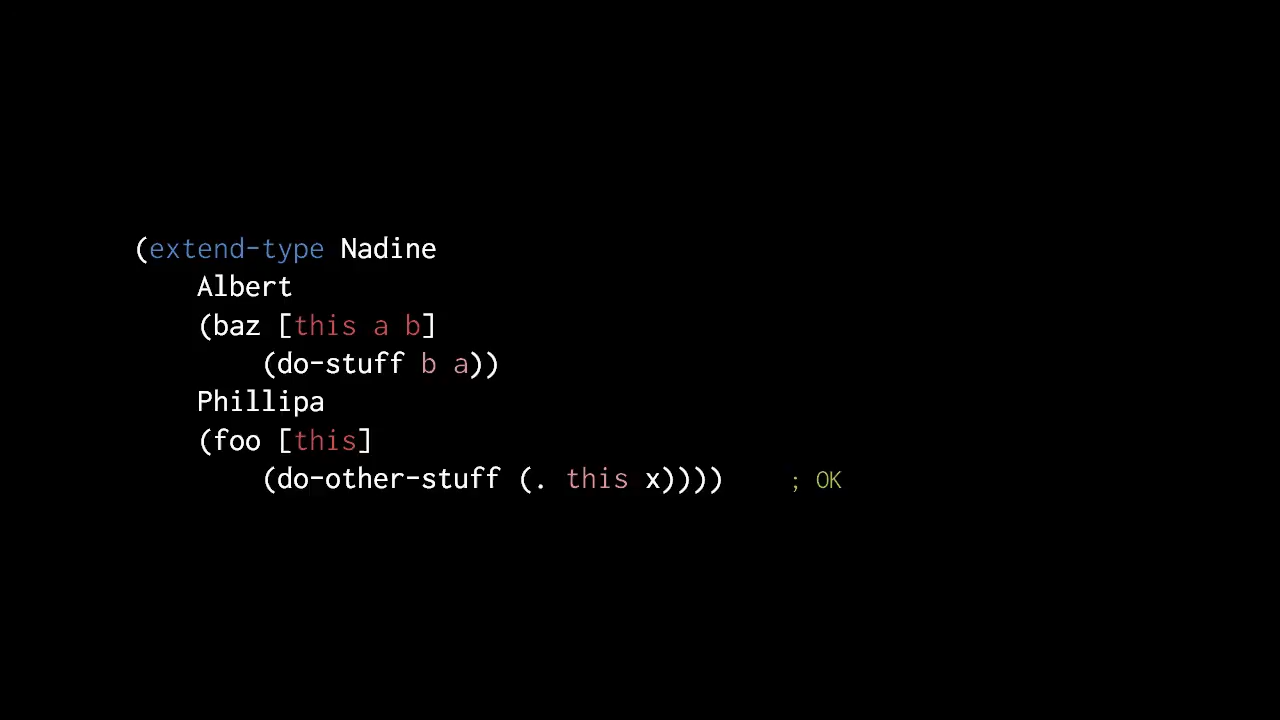 (extend-type Nadine
    Albert
    (baz [this a b]
        (do-stuff b a))
    Phillipa
    (foo [this]
        (do-other-stuff (. this x))))    ; OK